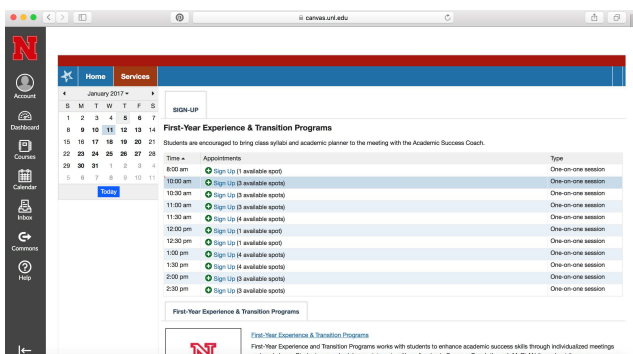 canvas.unl.edu
N
Account
Dashboard
Courses
Calendar
Inbox
Commons
Help
Home Services
January 2017
S M T W T F S
1 2 3 4 5 6 7
8 9 10 11 12 13 14
15 16 17 18 19 20 21
22 23 24 25 26 27 28
29 30 31 1 2 3 4
5 6 7 8 9 10 11
Today
SIGN-UP
First-Year Experience & Transition Programs
Students are encouraged to bring class syllabi and academic planner to the meeting with the Academic Success Coach.
Time Appointments Type
8:00 am Sign Up (1 available spot) One-on-one session
10:00 am Sign Up (3 available spots) One-on-one session
10:30 am Sign Up (3 available spots) One-on-one session
11:00 am Sign Up (3 available spots) One-on-one session
11:30 am Sign Up (4 available spots) One-on-one session
12:00 pm Sign Up (1 available spot) One-on-one session
12:30 pm Sign Up (1 available spot) One-on-one session
1:00 pm Sign Up (4 available spots) One-on-one session
1:30 pm Sign Up (4 available spots) One-on-one session
2:00 pm Sign Up (3 available spots) One-on-one session
2:30 pm Sign Up (3 available spots) One-on-one session
First-Year Experience & Transition Programs
N
First-Year Experience & Transition Programs
First-Year Experience and Transition Programs works with students to enhance academic success skills through individualized meetings